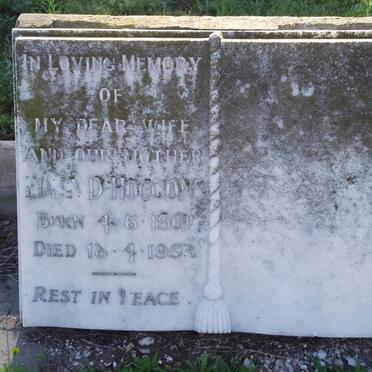 IN LOVING MEMORY
OF
MY DEAR WIFE
AND OUR MOTHER
BORN 4·6·1901
DIED 18·4·1953
REST IN PEACE